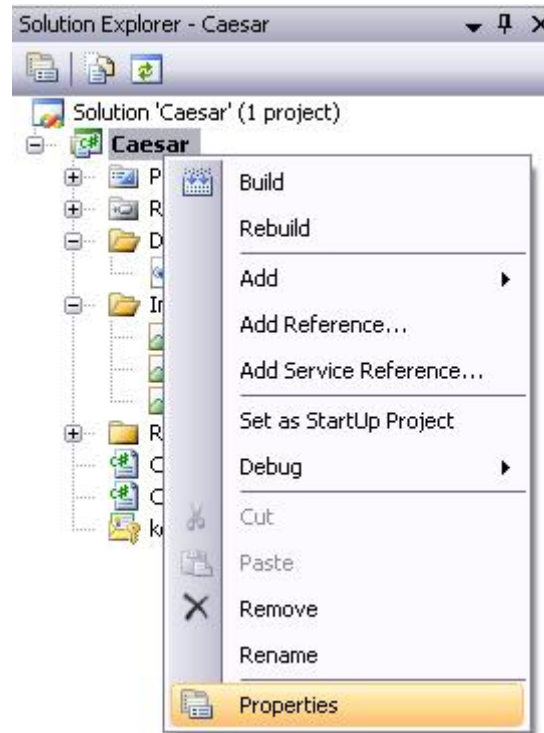 Solution Explorer - Caesar
Solution 'Caesar' (1 project)
Caesar
P
R
D
Build
Rebuild
Add
Add Reference...
Add Service Reference...
Set as StartUp Project
Debug
Cut
Paste
Remove
Rename
Properties